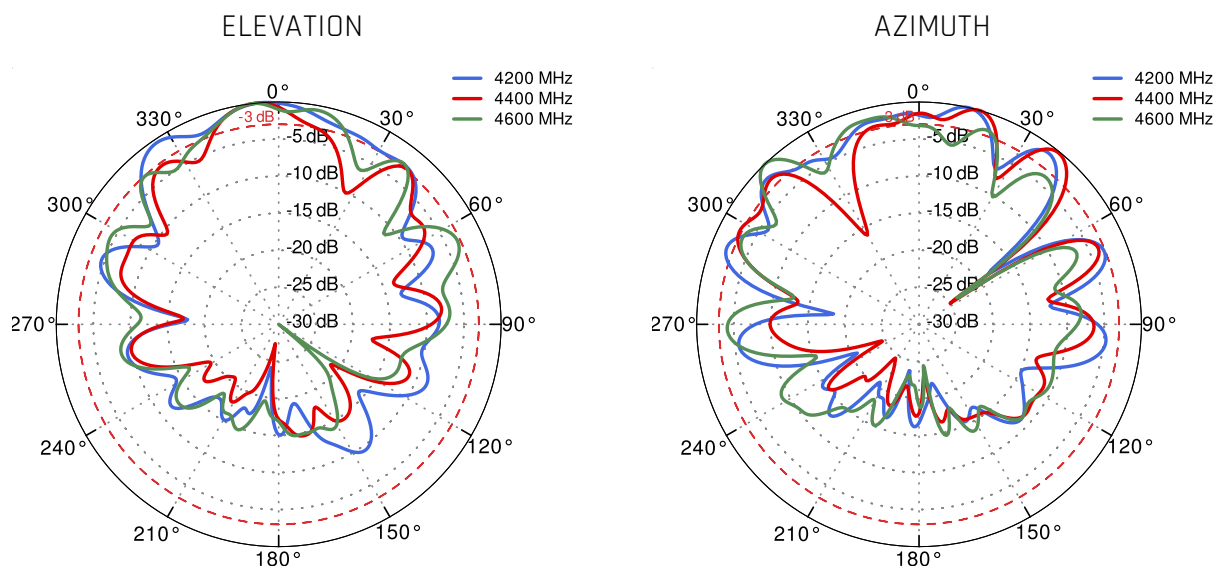 ELEVATION
4200 MHz
4400 MHz
4600 MHz
0°
30°
60°
90°
120°
150°
180°
210°
240°
270°
300°
330°
-3 dB
-5 dB
-10 dB
-15 dB
-20 dB
-25 dB
-30 dB
AZIMUTH
4200 MHz
4400 MHz
4600 MHz
0°
30°
60°
90°
120°
150°
180°
210°
240°
270°
300°
330°
-3 dB
-5 dB
-10 dB
-15 dB
-20 dB
-25 dB
-30 dB